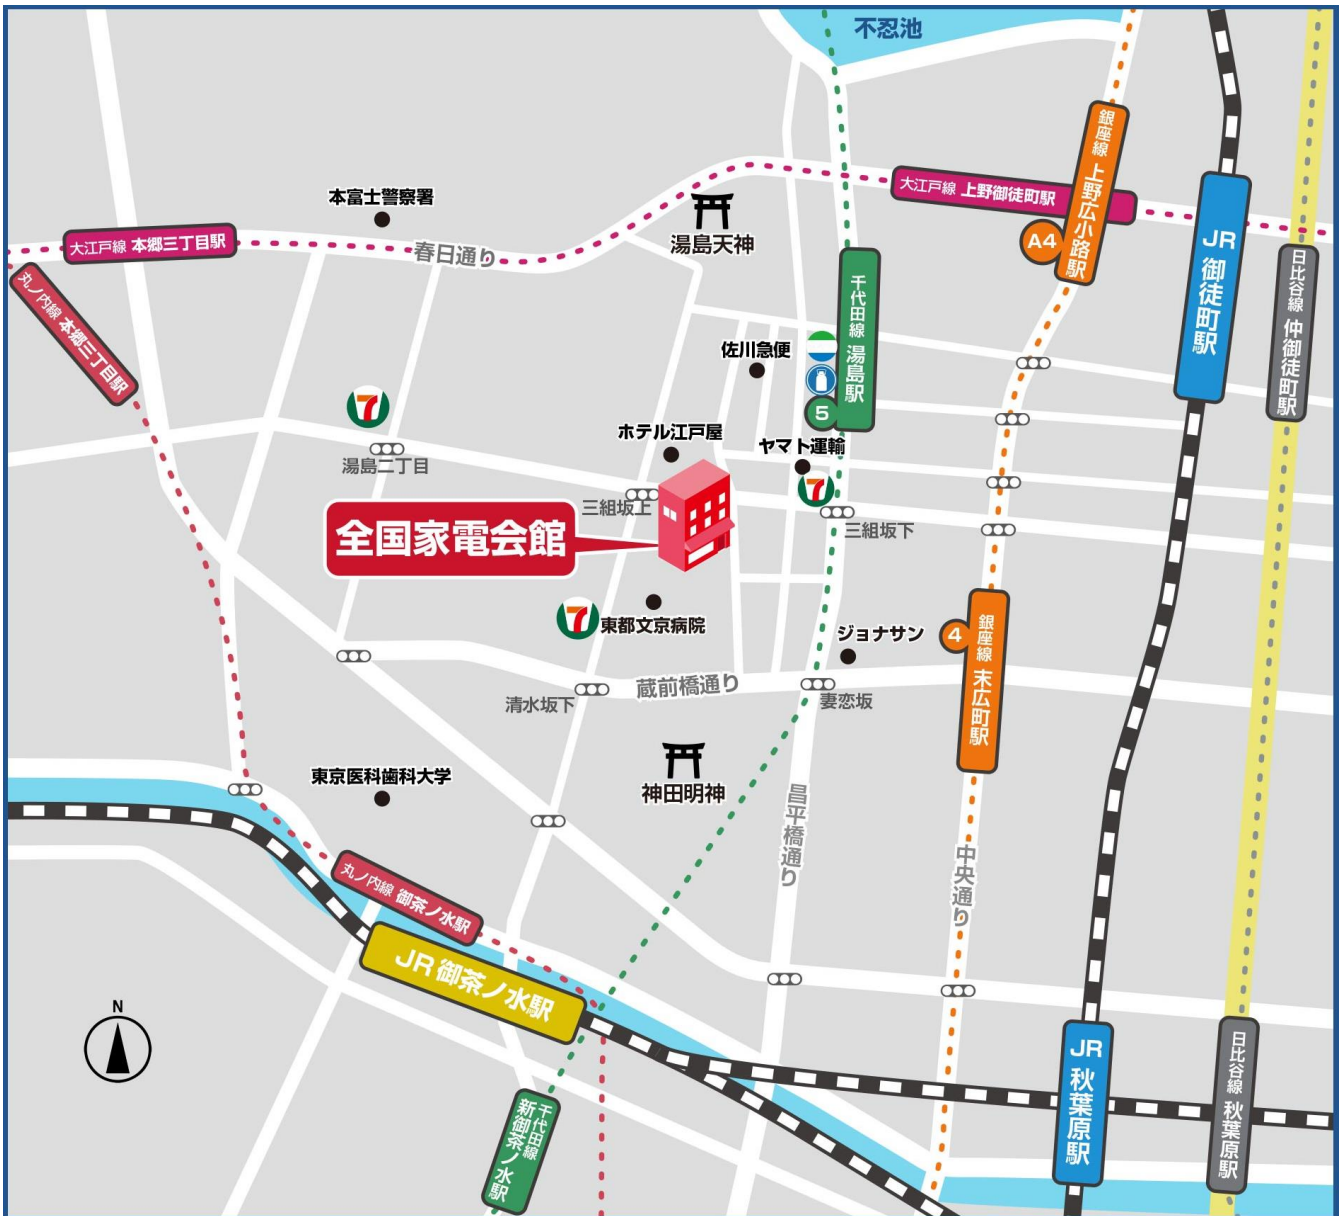 不忍池
銀座線 上野広小路駅
大江戸線 上野御徒町駅
本富士警察署
湯島天神
A4
JR 御徒町駅
大江戸線 本郷三丁目駅
春日通り
日比谷線 仲御徒町駅
丸ノ内線 本郷三丁目駅
千代田線 湯島駅
佐川急便
7
5
ホテル江戸屋
ヤマト運輸
湯島二丁目
7
三組坂上
三組坂下
全国家電会館
7
東都文京病院
ジョナサン
4
銀座線 末広町駅
蔵前橋通り
清水坂下
妻恋坂
東京医科歯科大学
神田明神
昌平橋通り
中央通り
丸ノ内線 御茶ノ水駅
JR 御茶ノ水駅
N
JR 秋葉原駅
日比谷線 秋葉原駅
千代田線
新御茶ノ水駅